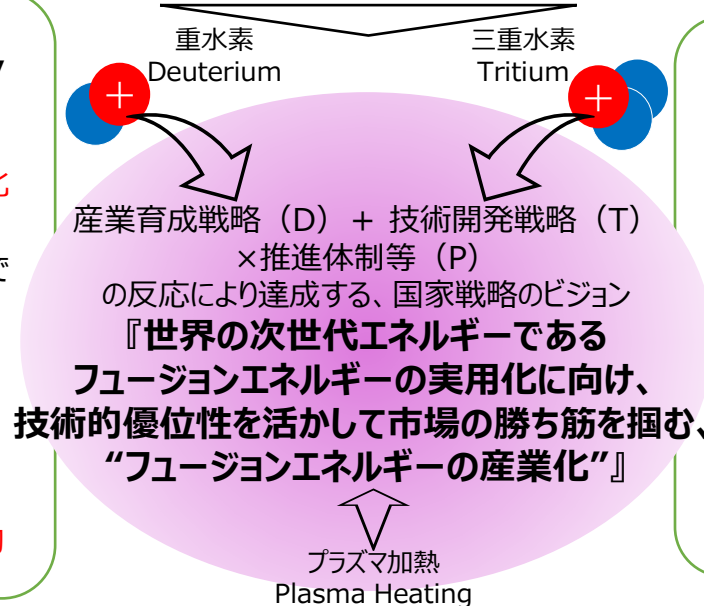 重水素
Deuterium
三重水素
Tritium
産業育成戦略（D）＋ 技術開発戦略（T）
×推進体制等（P）
の反応により達成する、国家戦略のビジョン
『世界の次世代エネルギーである
フュージョンエネルギーの実用化に向け、
技術的優位性を活かして市場の勝ち筋を掴む、
“フュージョンエネルギーの産業化”』
プラズマ加熱
Plasma Heating